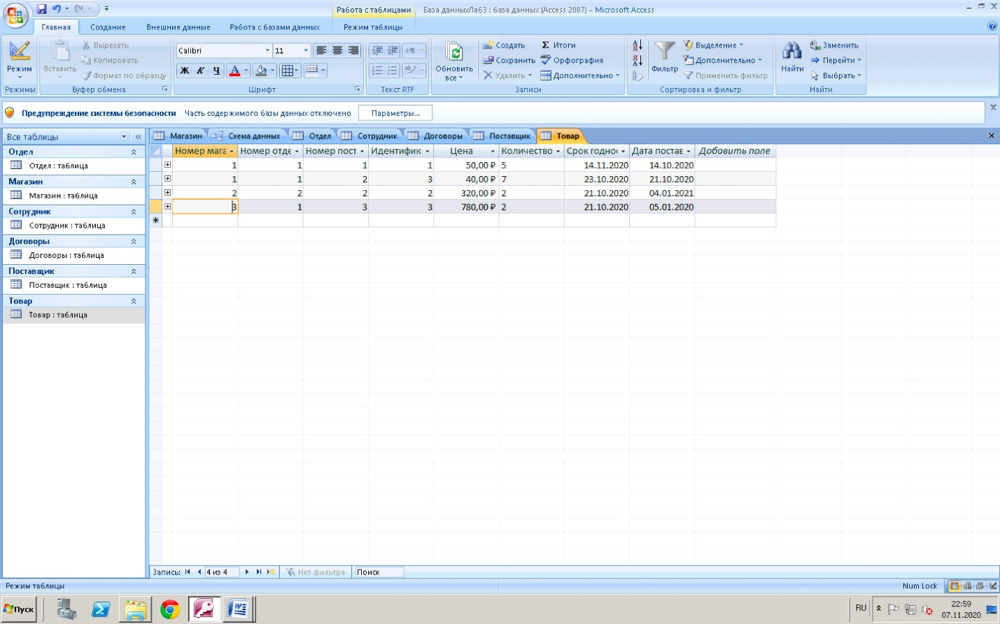 Работа с таблицами
База данныхЛаб3 : база данных (Access 2007) - Microsoft Access
Главная Создание Внешние данные Работа с базами данных Режим таблицы
Режим
Режимы
Вставить
Вырезать
Копировать
Формат по образцу
Буфер обмена
Calibri 11
Ж К Ч А
Шрифт
Текст RTF
Обновить все
Создать
Сохранить
Удалить
Итоги
Орфография
Дополнительно
Записи
Фильтр
Выделение
Дополнительно
Применить фильтр
Сортировка и фильтр
Найти
Заменить
Перейти
Выбрать
Найти
Предупреждение системы безопасности Часть содержимого базы данных отключено Параметры...
Все таблицы
Отдел
Отдел : таблица
Магазин
Магазин : таблица
Сотрудник
Сотрудник : таблица
Договоры
Договоры : таблица
Поставщик
Поставщик : таблица
Товар
Товар : таблица
Магазин Схема данных Отдел Сотрудник Договоры Поставщик Товар
Номер мага Номер отде Номер пост Идентифик Цена Количество Срок годно Дата постав Добавить поле
1 1 1 1 50,00 ₽ 5 14.11.2020 14.10.2020
1 1 2 3 40,00 ₽ 7 23.10.2020 21.10.2020
2 2 2 2 320,00 ₽ 2 21.10.2020 04.01.2021
3 1 3 3 780,00 ₽ 2 21.10.2020 05.01.2020
Запись: 4 из 4 Нет фильтра Поиск
Режим таблицы
Num Lock
Пуск
RU
22:59
07.11.2020